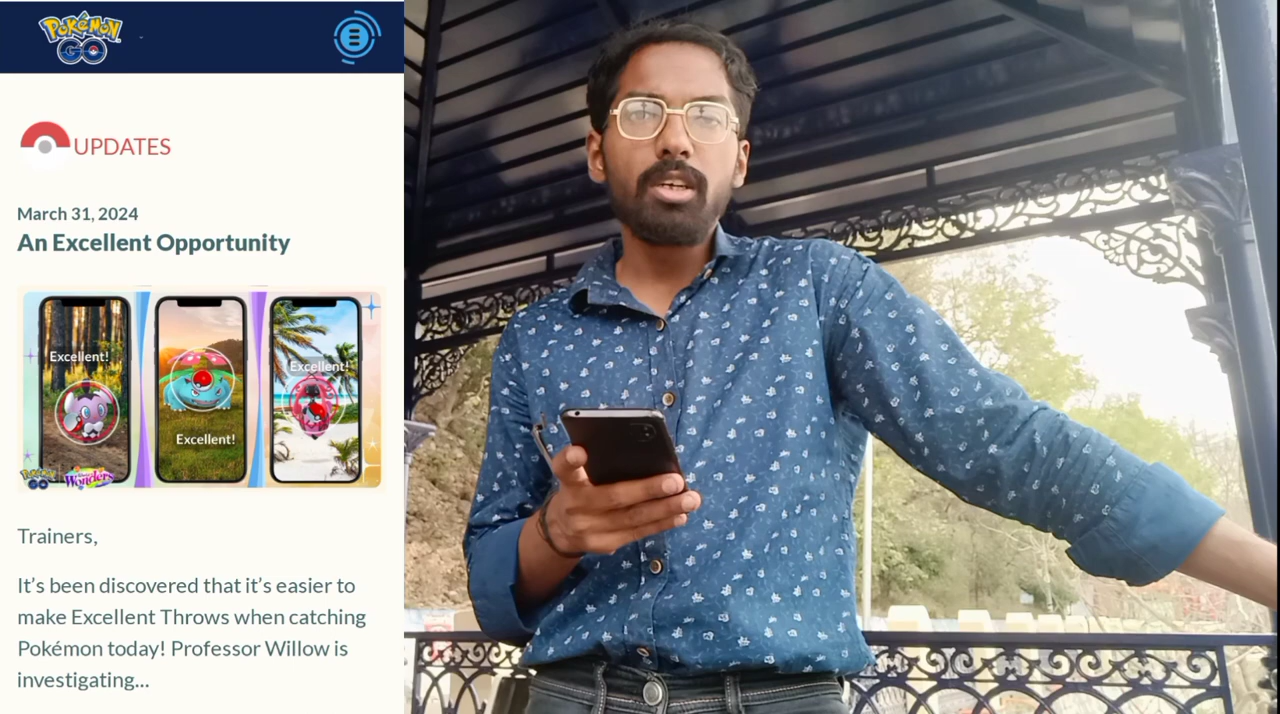 POKÉMON
GO
UPDATES
March 31, 2024
An Excellent Opportunity
Excellent!
Excellent!
Excellent!
POKÉMON
GO
Wonders
Trainers,
It’s been discovered that it’s easier to
make Excellent Throws when catching
Pokémon today! Professor Willow is
investigating...